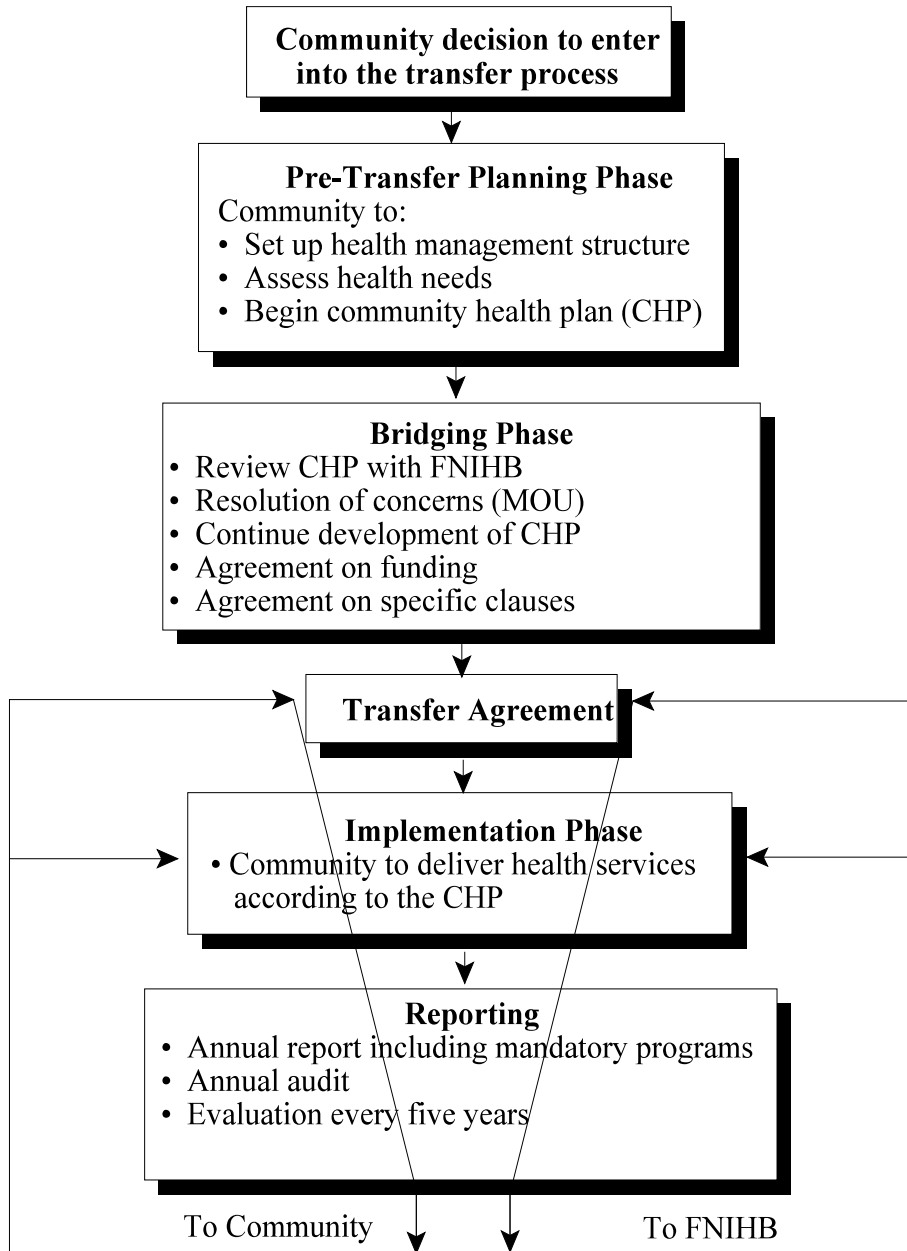 Community decision to enter
into the transfer process
Pre-Transfer Planning Phase
Community to:
• Set up health management structure
• Assess health needs
• Begin community health plan (CHP)
Bridging Phase
• Review CHP with FNIHB
• Resolution of concerns (MOU)
• Continue development of CHP
• Agreement on funding
• Agreement on specific clauses
Transfer Agreement
Implementation Phase
• Community to deliver health services
according to the CHP
Reporting
• Annual report including mandatory programs
• Annual audit
• Evaluation every five years
To Community
To FNIHB